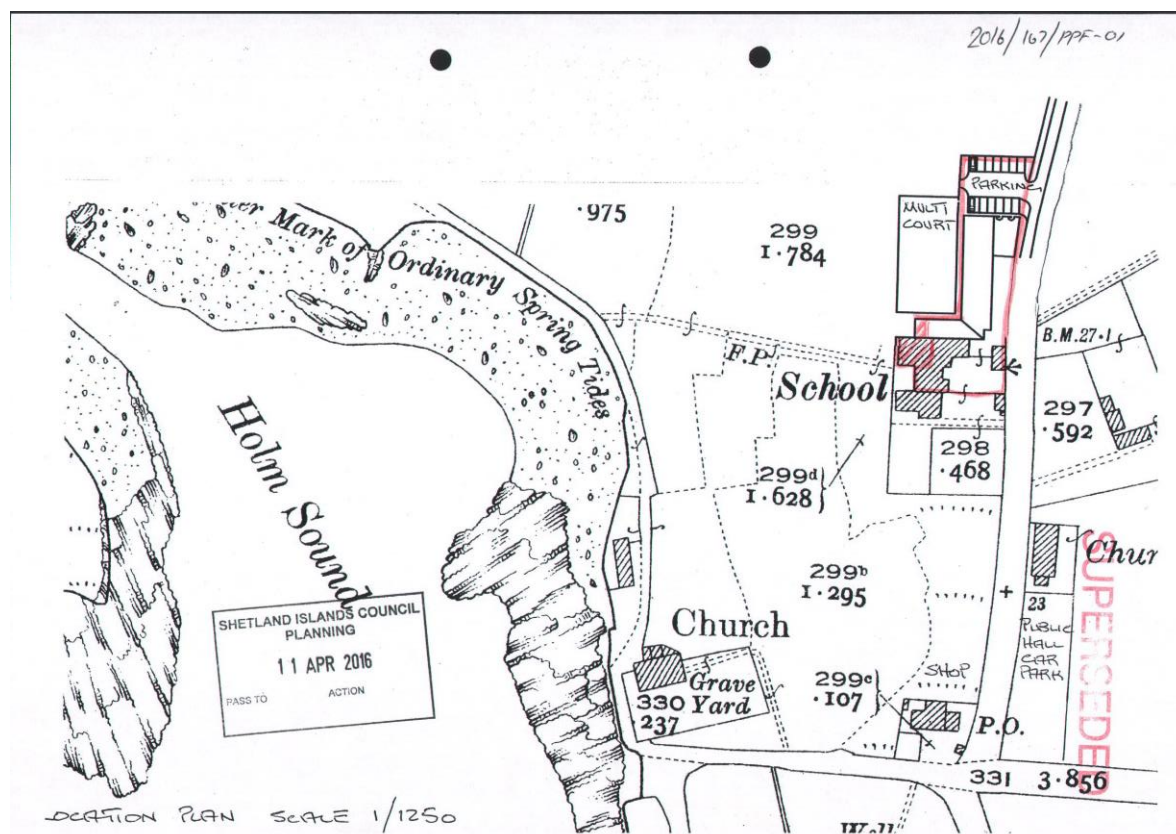 2016/167/PPF-01
PARKING
MULTI
COURT
·975
299
1·784
Mark of Ordinary Spring Tides
B.M.27·1
F.P.
School
297
·592
298
·468
299ᵈ
1·628
Holm Sound
299ᵇ
1·295
Chur
SUPERSEDED
SHETLAND ISLANDS COUNCIL
PLANNING
11 APR 2016
PASS TO
ACTION
Church
23
PUBLIC
HALL
CAR
PARK
SHOP
299ᶜ
·107
Grave
Yard
330
·237
P.O.
331 3·856
OCATION PLAN SCALE 1/1250